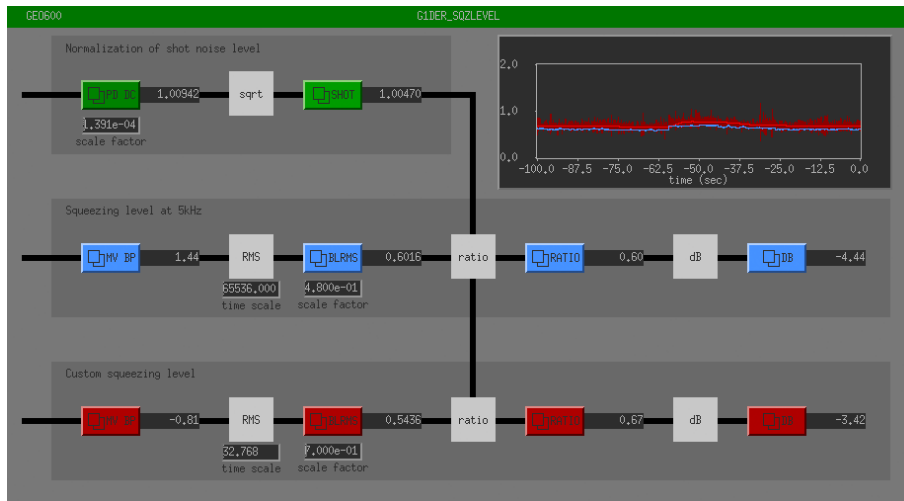 GEO600 G1DER_SQZLEVEL
Normalization of shot noise level
PD DC 1.00942 sqrt SHOT 1.00470
1.391e-04
scale factor
2.0
1.0
0.0
-100.0 -87.5 -75.0 -62.5 -50.0 -37.5 -25.0 -12.5 0.0
time (sec)
Squeezing level at 5kHz
MV BP 1.44 RMS BLRMS 0.6016 ratio RATIO 0.60 dB DB -4.44
65536.000 4.800e-01
time scale scale factor
Custom squeezing level
MV BP -0.81 RMS BLRMS 0.5436 ratio RATIO 0.67 dB DB -3.42
32.768 7.000e-01
time scale scale factor